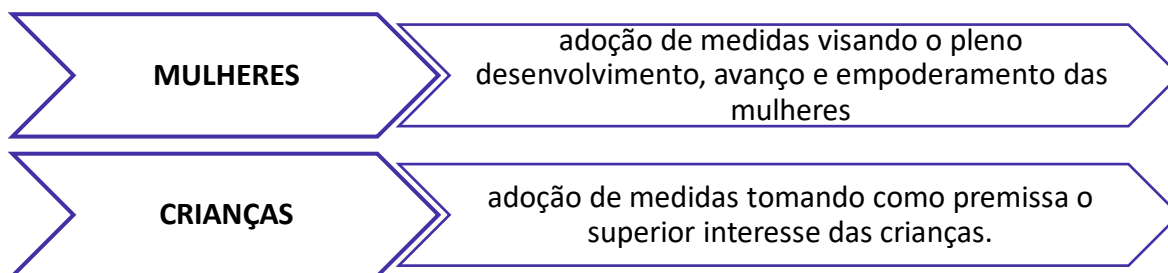 MULHERES
adoção de medidas visando o pleno
desenvolvimento, avanço e empoderamento das
mulheres
CRIANÇAS
adoção de medidas tomando como premissa o
superior interesse das crianças.